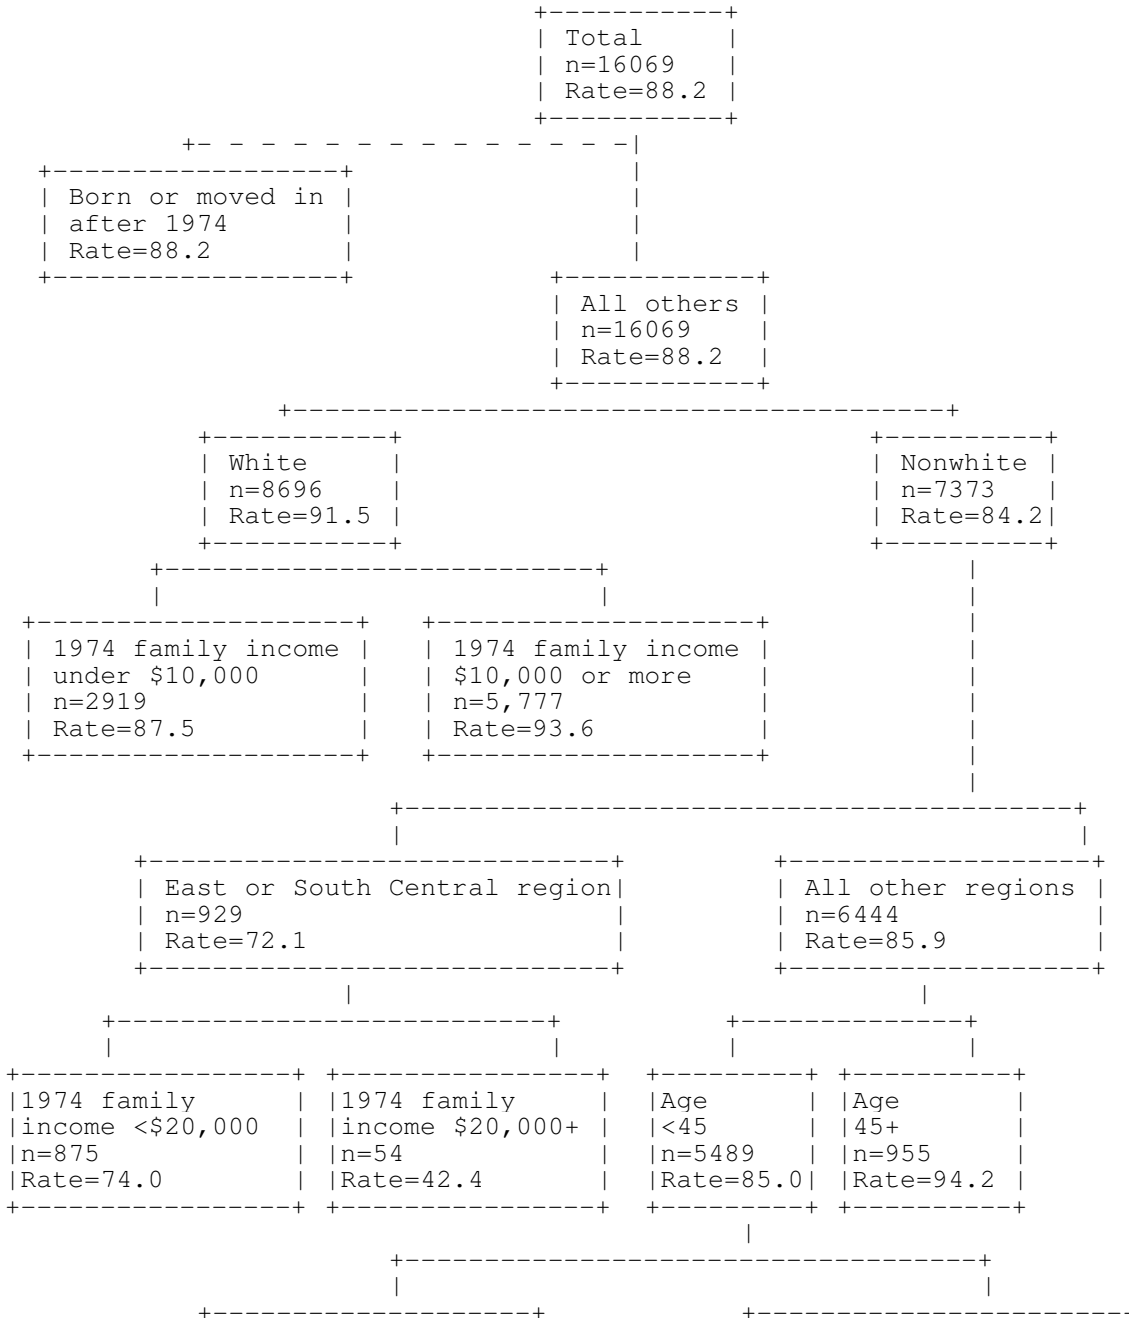 Total
n=16069
Rate=88.2
Born or moved in
after 1974
Rate=88.2
All others
n=16069
Rate=88.2
White
n=8696
Rate=91.5
Nonwhite
n=7373
Rate=84.2
1974 family income
under $10,000
n=2919
Rate=87.5
1974 family income
$10,000 or more
n=5,777
Rate=93.6
East or South Central region
n=929
Rate=72.1
All other regions
n=6444
Rate=85.9
1974 family
income <$20,000
n=875
Rate=74.0
1974 family
income $20,000+
n=54
Rate=42.4
Age
<45
n=5489
Rate=85.0
Age
45+
n=955
Rate=94.2